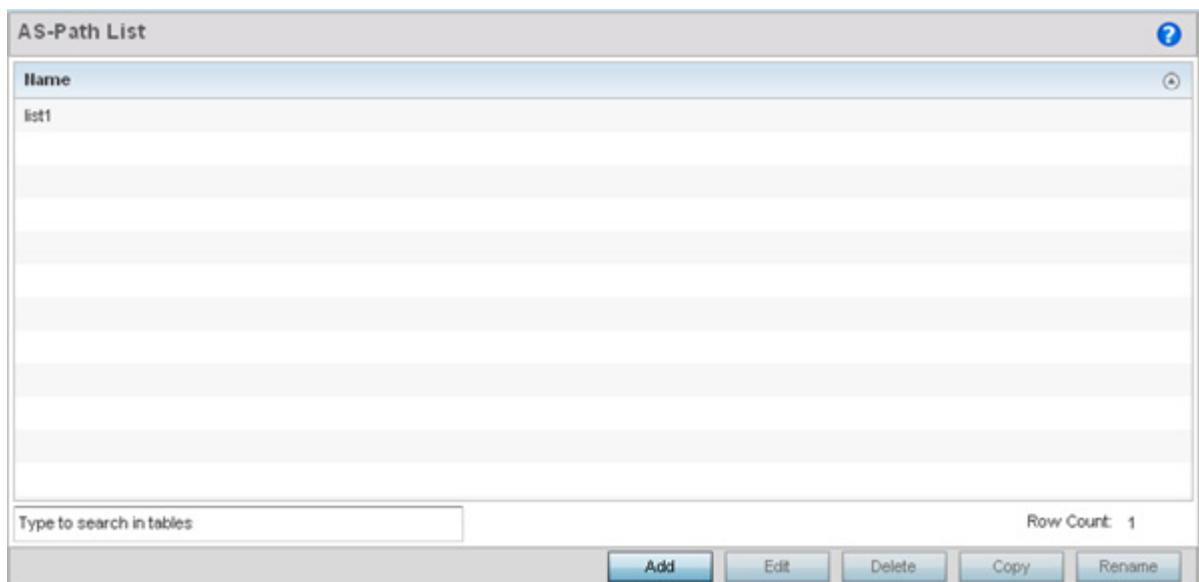 AS-Path List
Name
list1
Type to search in tables
Row Count: 1
Add Edit Delete Copy Rename